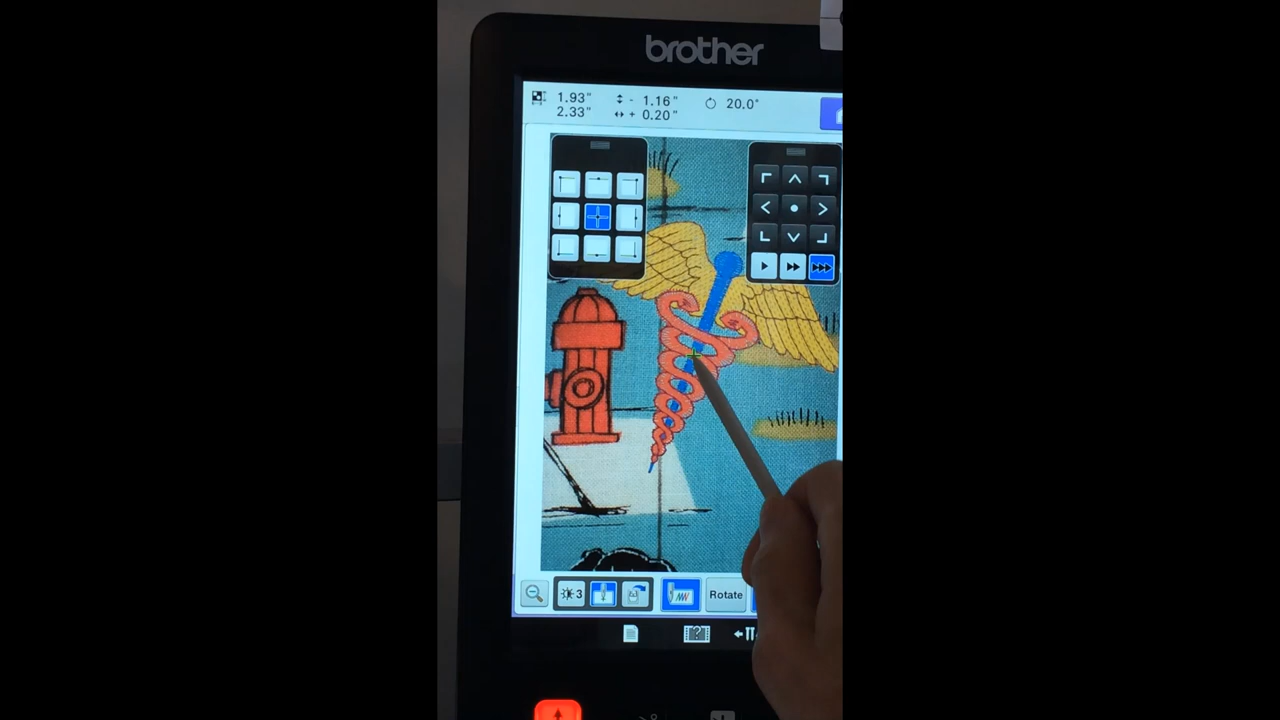 brother
1.93" - 1.16" 20.0°
2.33" + 0.20"
3 Rotate
?